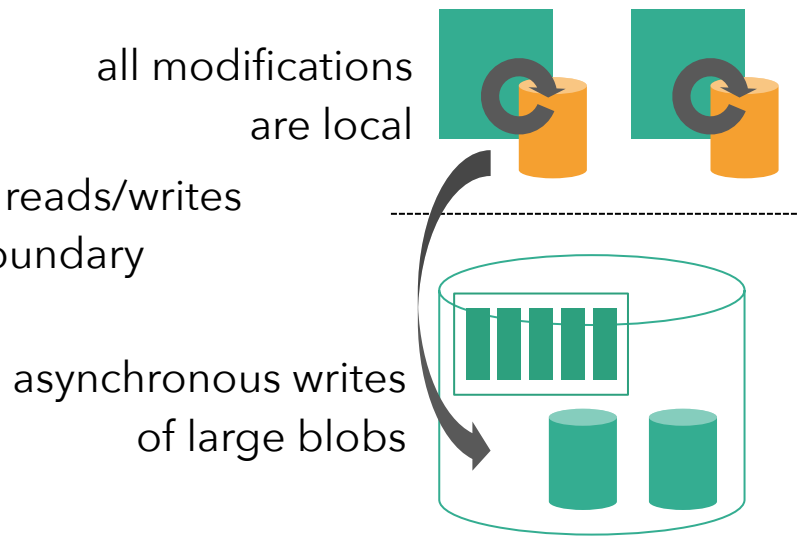 all modifications
are local
reads/writes
oundary
asynchronous writes
of large blobs